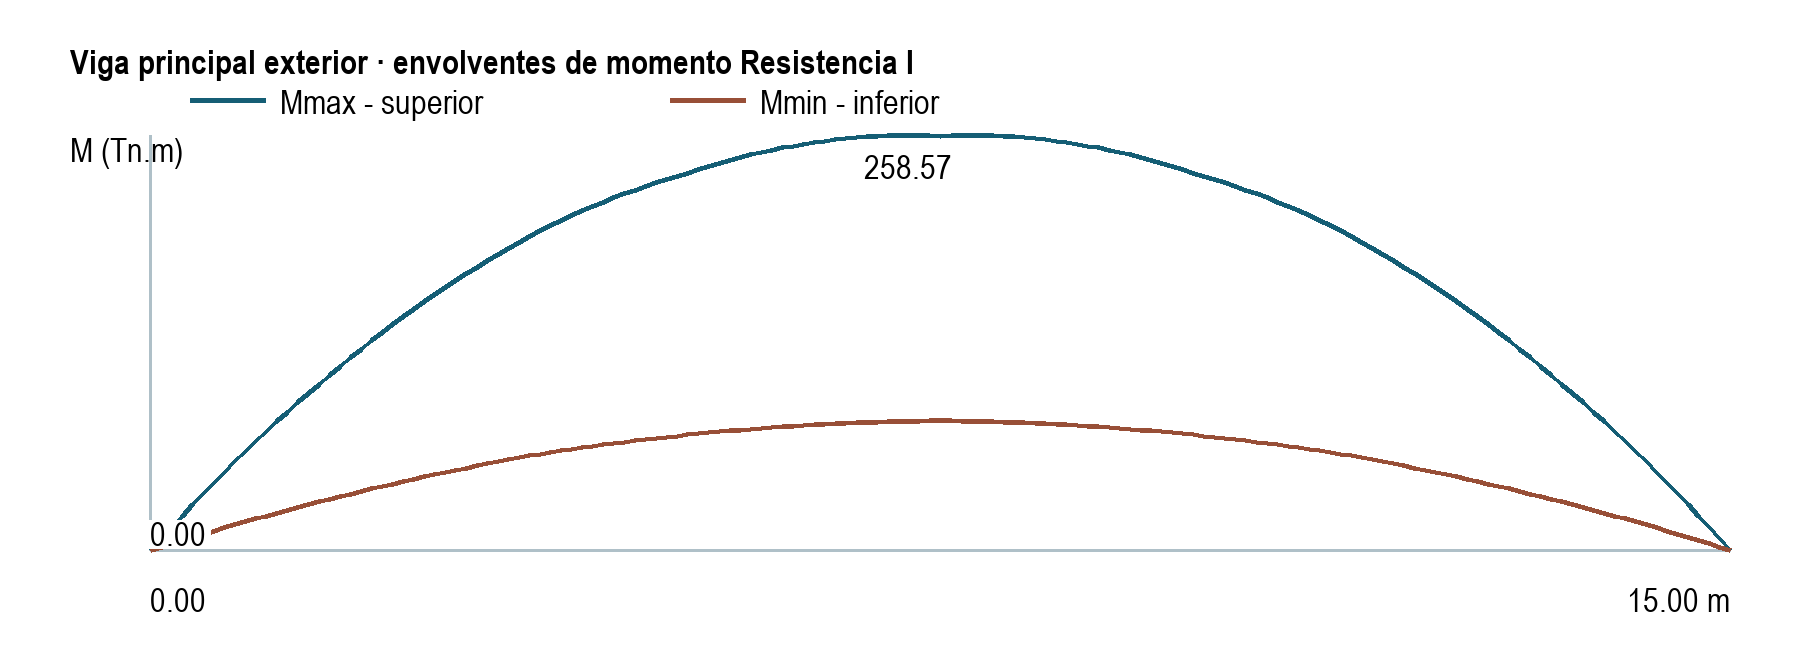 Viga principal exterior · envolventes de momento Resistencia I
Mmax - superior
Mmin - inferior
M (Tn.m)
258.57
0.00
0.00
15.00 m